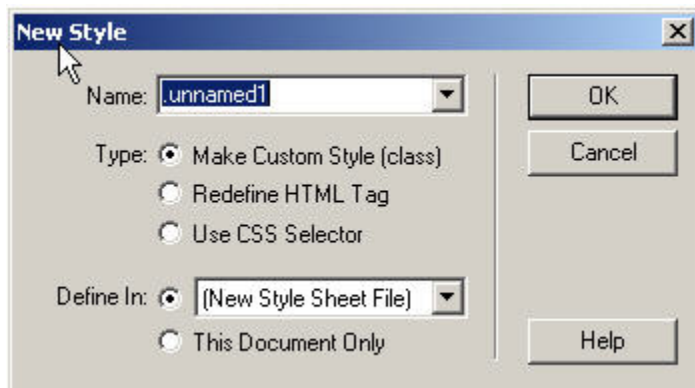 New Style
Name: .unnamed1 OK
Type: Make Custom Style (class) Cancel
Redefine HTML Tag
Use CSS Selector
Define In: (New Style Sheet File)
This Document Only Help